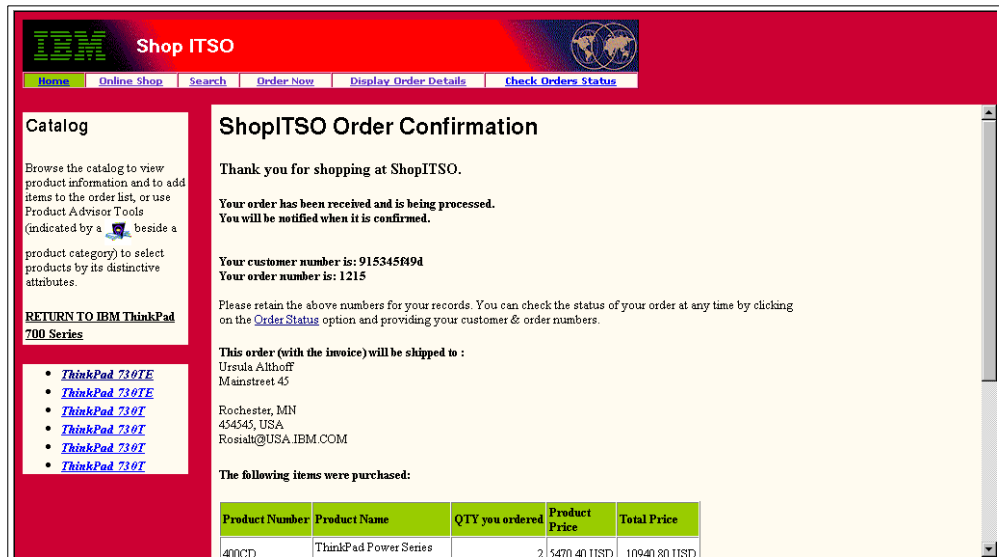 IBM Shop ITSO
Home Online Shop Search Order Now Display Order Details Check Orders Status
Catalog
Browse the catalog to view
product information and to add
items to the order list, or use
Product Advisor Tools
(indicated by a beside a
product category) to select
products by its distinctive
attributes.
RETURN TO IBM ThinkPad
700 Series
ThinkPad 730TE
ThinkPad 730TE
ThinkPad 730T
ThinkPad 730T
ThinkPad 730T
ThinkPad 730T
ShopITSO Order Confirmation
Thank you for shopping at ShopITSO.
Your order has been received and is being processed.
You will be notified when it is confirmed.
Your customer number is: 915345f49d
Your order number is: 1215
Please retain the above numbers for your records. You can check the status of your order at any time by clicking
on the Order Status option and providing your customer & order numbers.
This order (with the invoice) will be shipped to :
Ursula Althoff
Mainstreet 45
Rochester, MN
454545, USA
Rosialt@USA.IBM.COM
The following items were purchased:
Product Number Product Name QTY you ordered Product Price Total Price
400CD ThinkPad Power Series 2 5470.40 USD 10940.80 USD